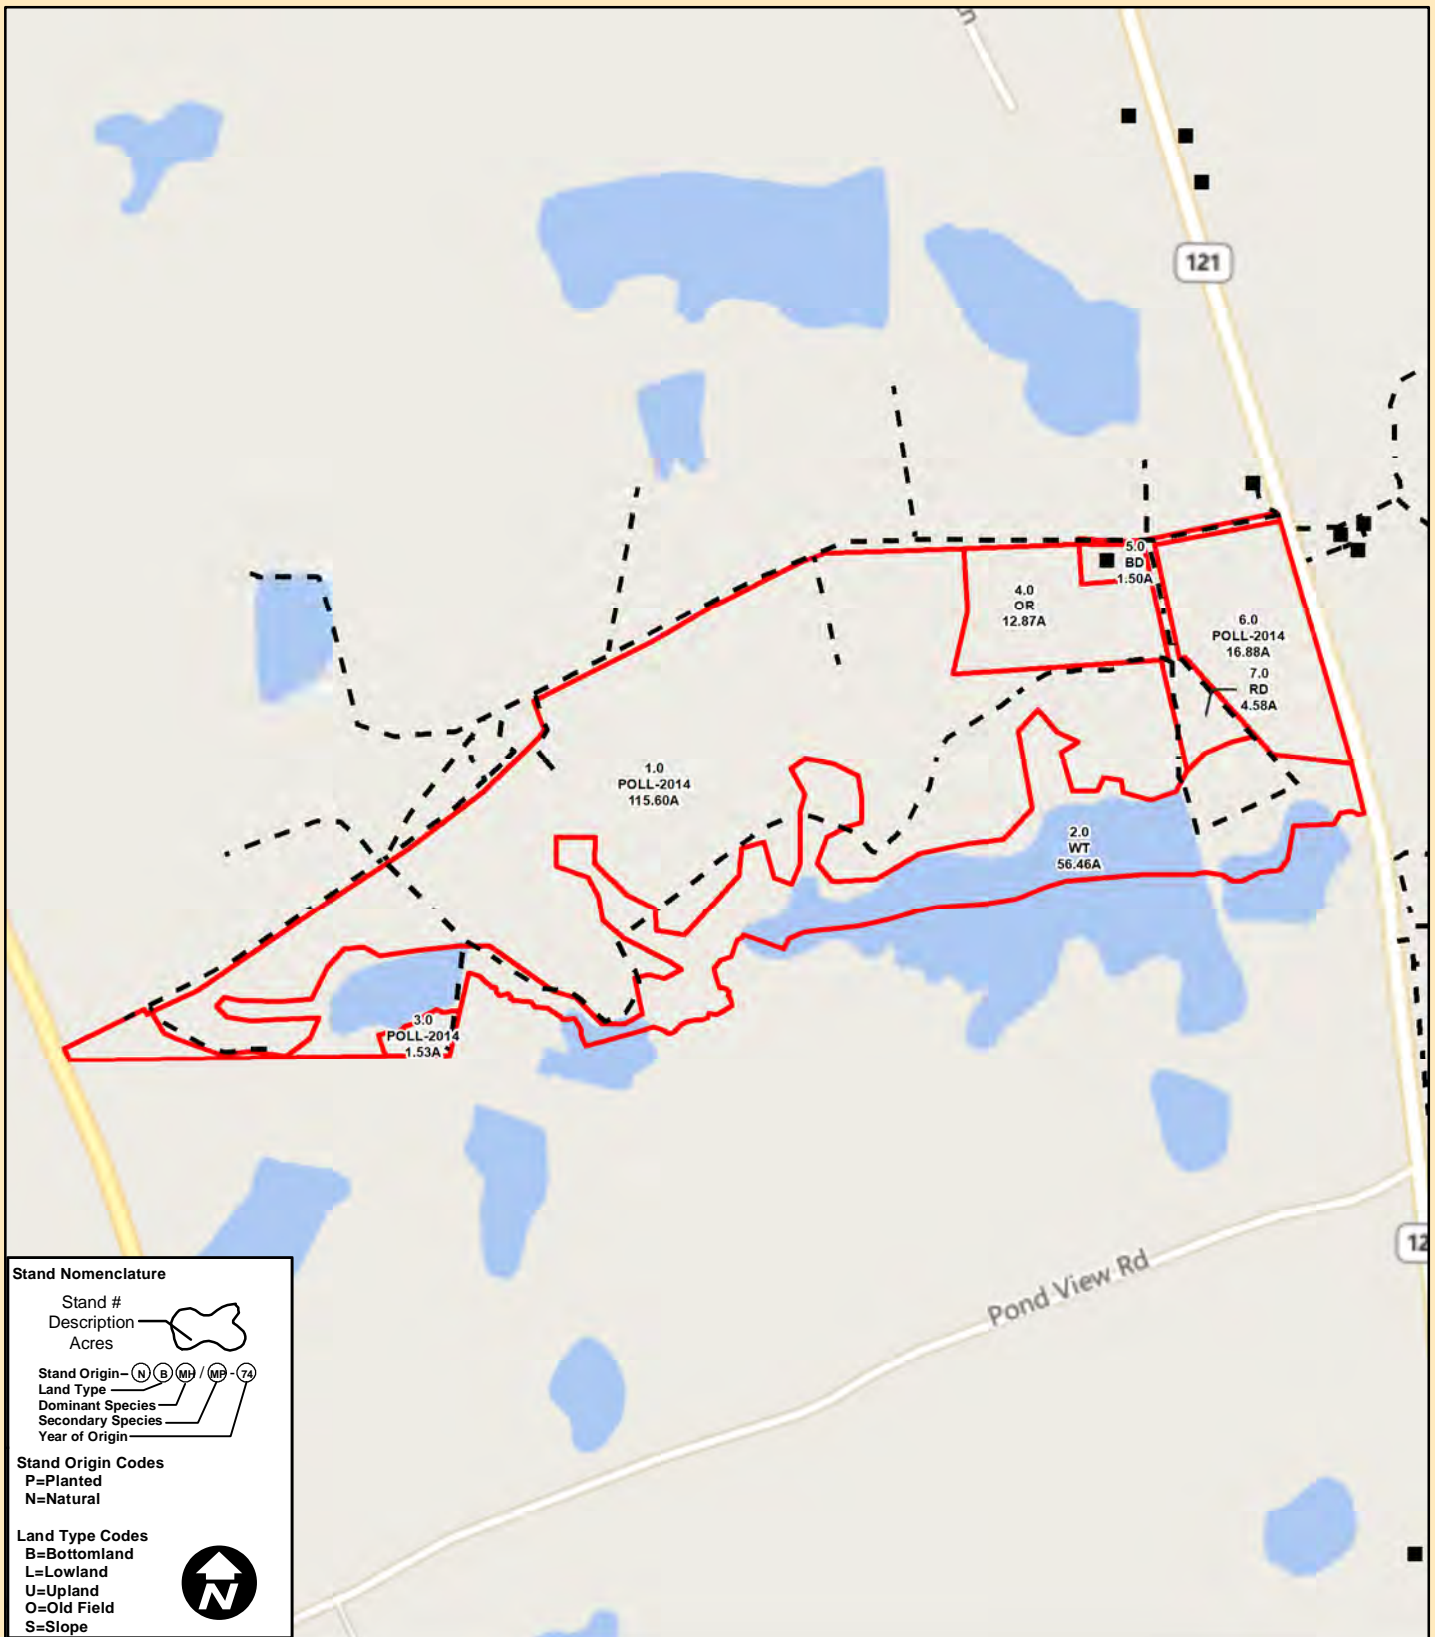 121
5.0
BD
1.50A
4.0
OR
12.87A
6.0
POLL-2014
16.88A
7.0
RD
4.58A
1.0
POLL-2014
115.60A
2.0
WT
56.46A
3.0
POLL-2014
1.53A
Pond View Rd
12
Stand Nomenclature
Stand #
Description
Acres
Stand Origin- N B MH / MP - 74
Land Type
Dominant Species
Secondary Species
Year of Origin
Stand Origin Codes
P=Planted
N=Natural
Land Type Codes
B=Bottomland
L=Lowland
U=Upland
O=Old Field
S=Slope
N